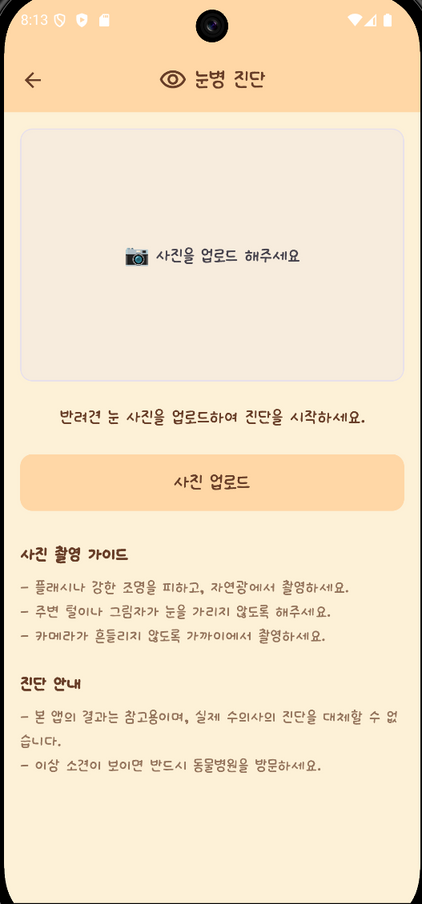 8:13
눈병 진단
사진을 업로드 해주세요
반려견 눈 사진을 업로드하여 진단을 시작하세요.
사진 업로드
사진 촬영 가이드
- 플래시나 강한 조명을 피하고, 자연광에서 촬영하세요.
- 주변 털이나 그림자가 눈을 가리지 않도록 해주세요.
- 카메라가 흔들리지 않도록 가까이에서 촬영하세요.
진단 안내
- 본 앱의 결과는 참고용이며, 실제 수의사의 진단을 대체할 수 없
습니다.
- 이상 소견이 보이면 반드시 동물병원을 방문하세요.